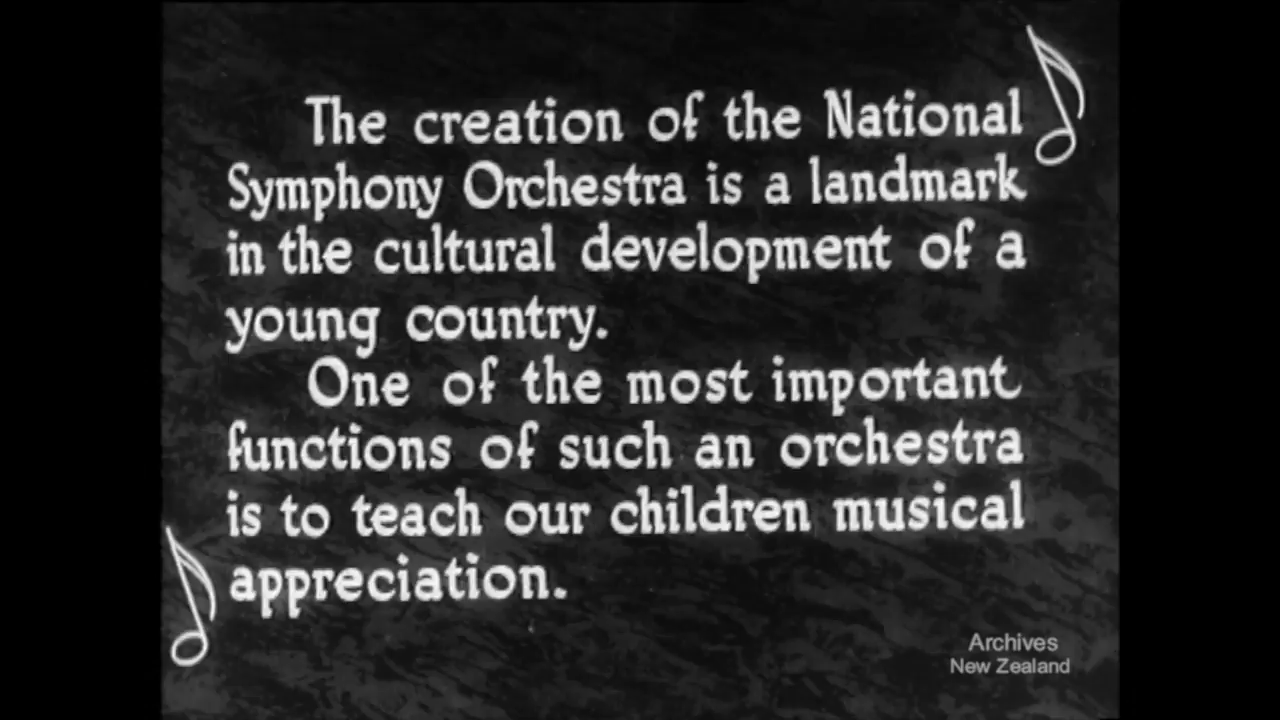 The creation of the National
Symphony Orchestra is a landmark
in the cultural development of a
young country.
One of the most important
functions of such an orchestra
is to teach our children musical
appreciation.
Archives
New Zealand